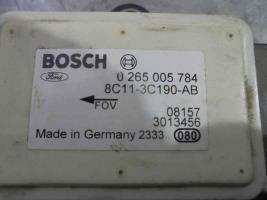 BOSCH
Ford 0 265 005 784
8C11-3C190-AB
FOV
08157
3013456
Made in Germany 2333 080